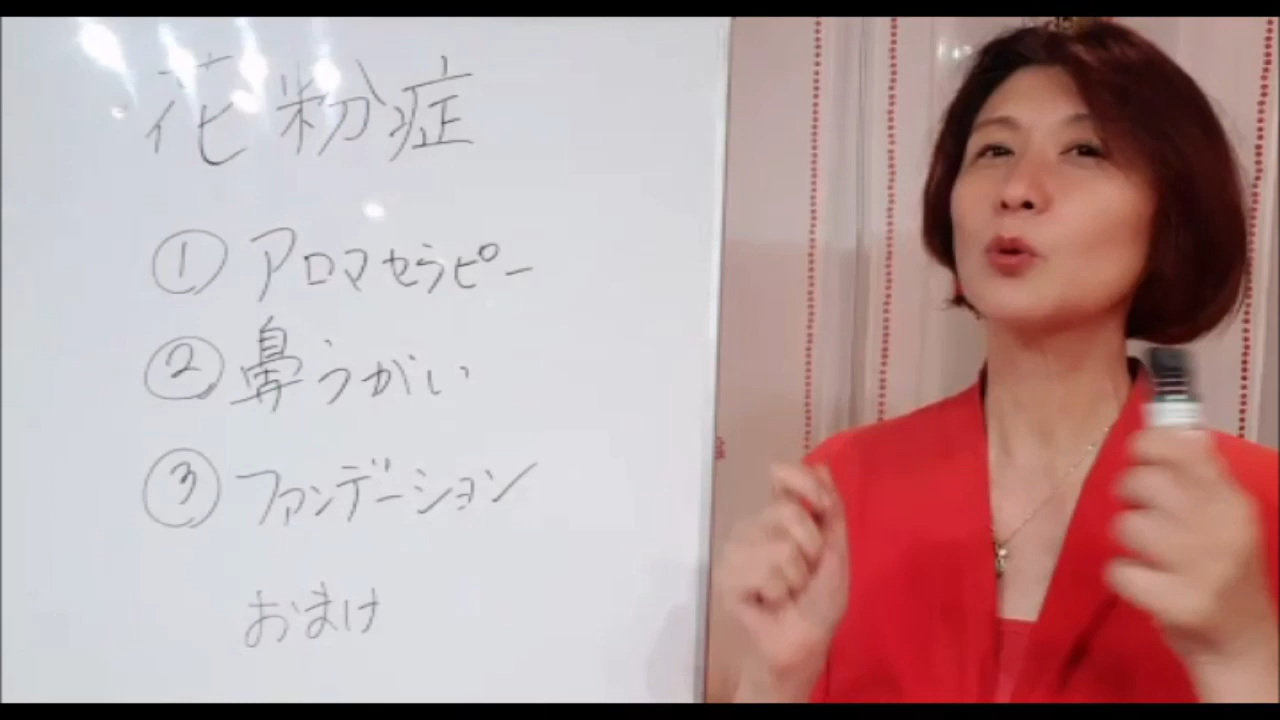 花粉症
① アロマセラピー
② 鼻うがい
③ ファンデーション
おまけ